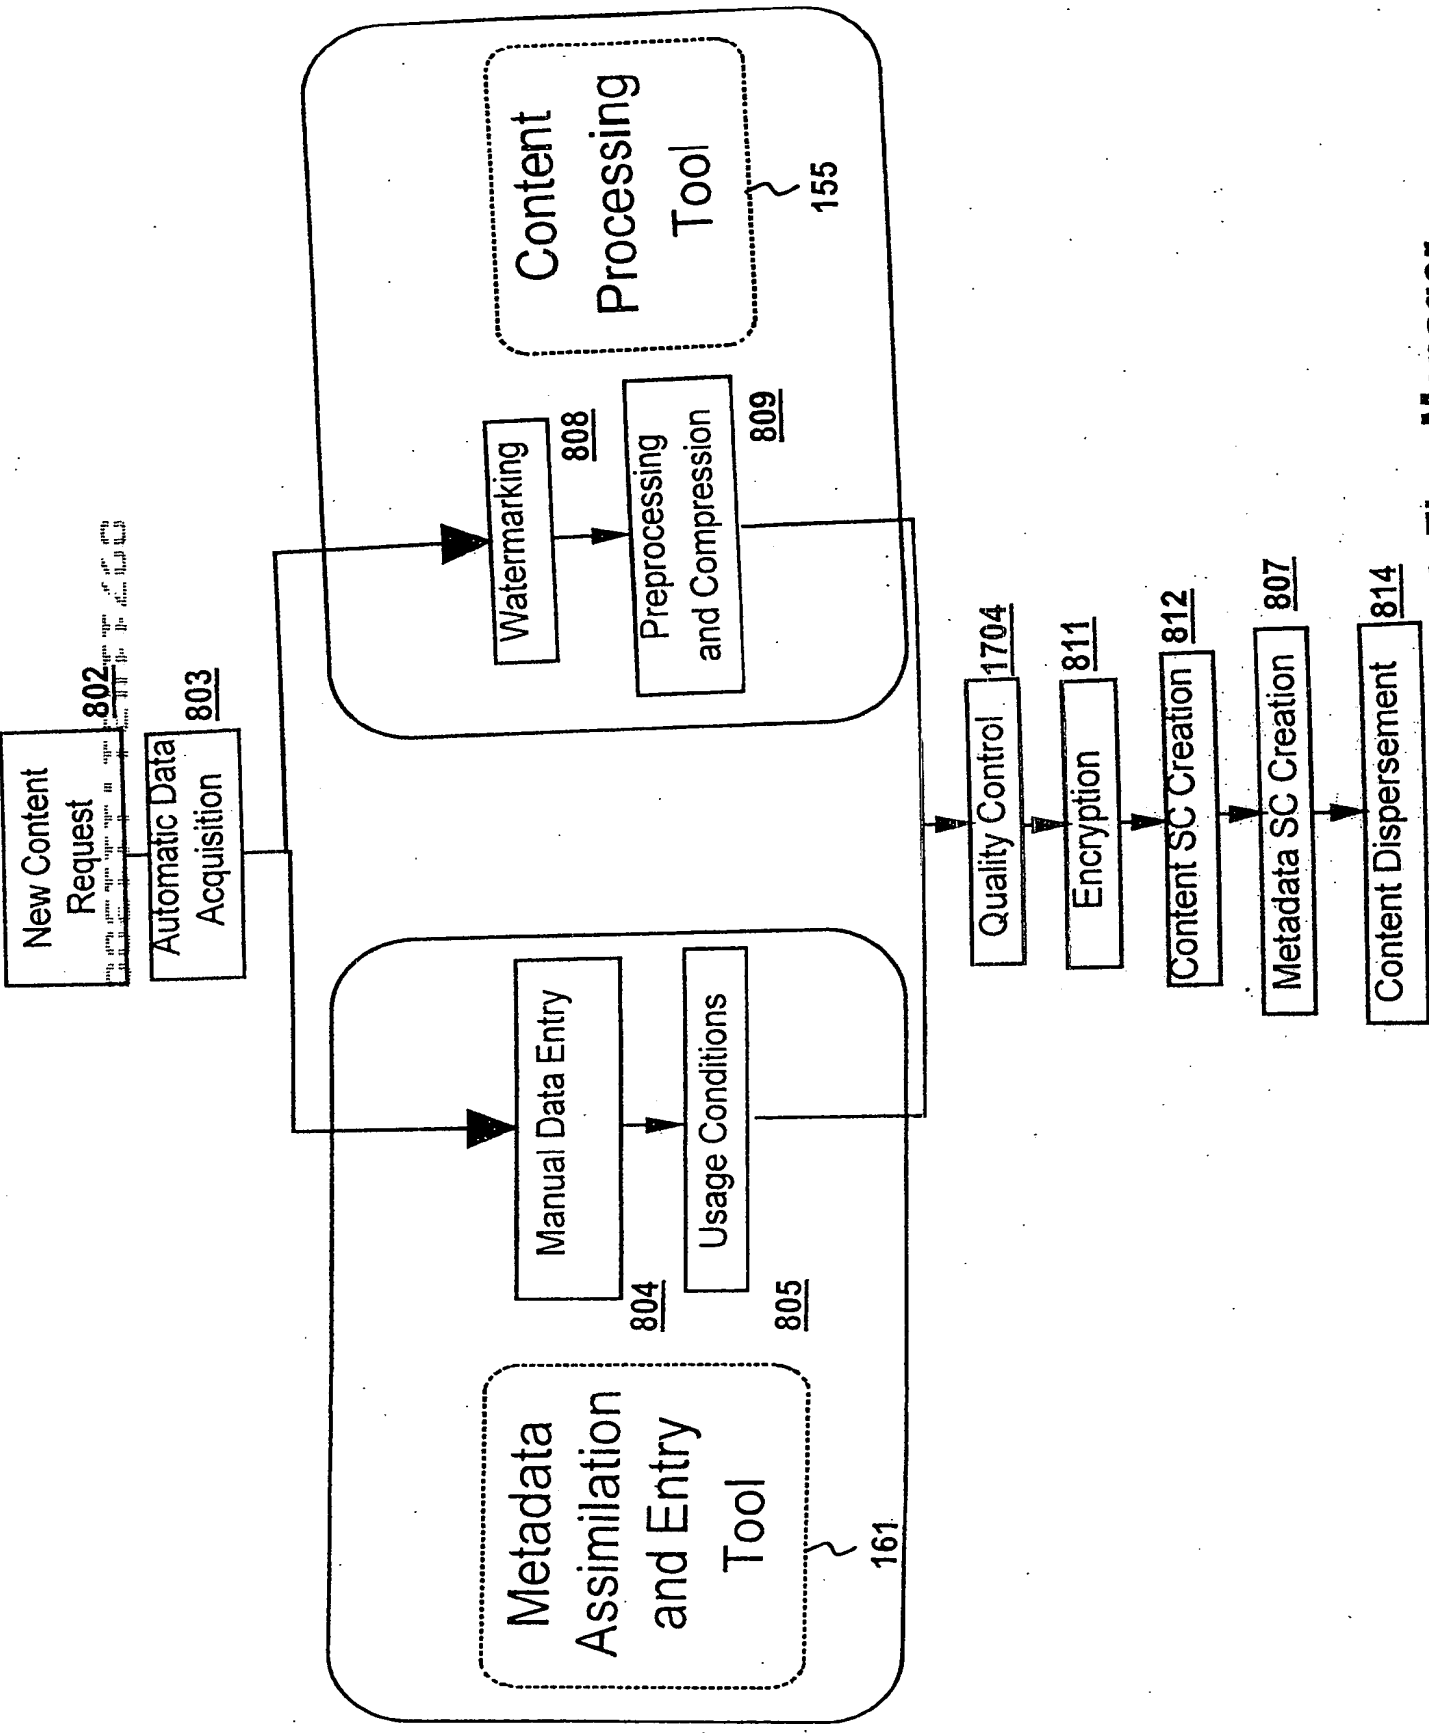 New Content
Request
802
Automatic Data
Acquisition
803
Metadata
Assimilation
and Entry
Tool
161
Manual Data Entry
804
Usage Conditions
805
Watermarking
808
Preprocessing
and Compression
809
Content
Processing
Tool
155
Quality Control
1704
Encryption
811
Content SC Creation
812
Metadata SC Creation
807
Content Dispersement
814